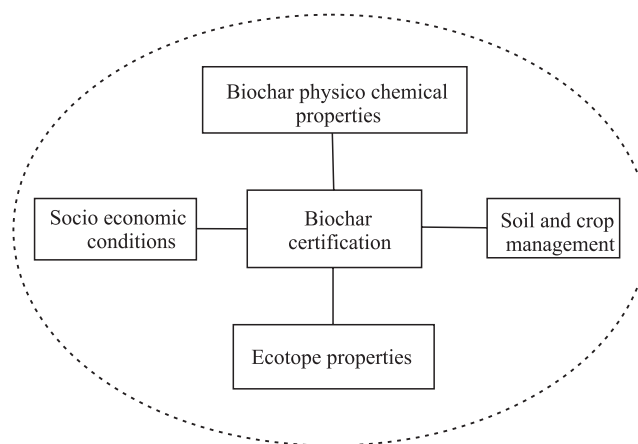 Biochar physico chemical
properties
Socio economic
conditions
Biochar
certification
Soil and crop
management
Ecotope properties